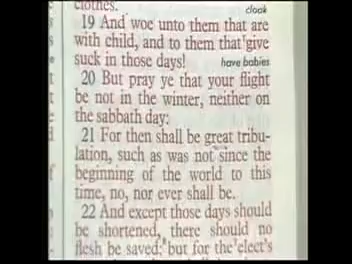 clothes. cloak
19 And woe unto them that are
with child, and to them that give
suck in those days! have babies
20 But pray ye that your flight
be not in the winter, neither on
the sabbath day:
21 For then shall be great tribu-
lation, such as was not since the
beginning of the world to this
time, no, nor ever shall be.
22 And except those days should
be shortened, there should no
flesh be saved: but for the elect's